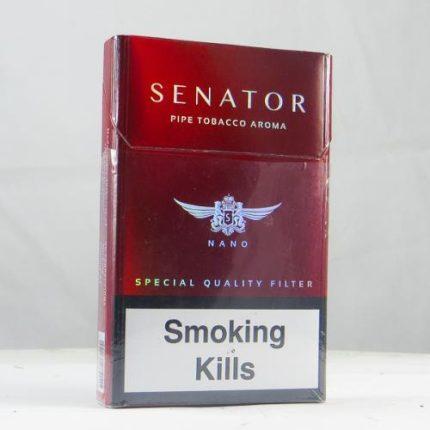 SENATOR
PIPE TOBACCO AROMA
S
NANO
SPECIAL QUALITY FILTER
Smoking
Kills